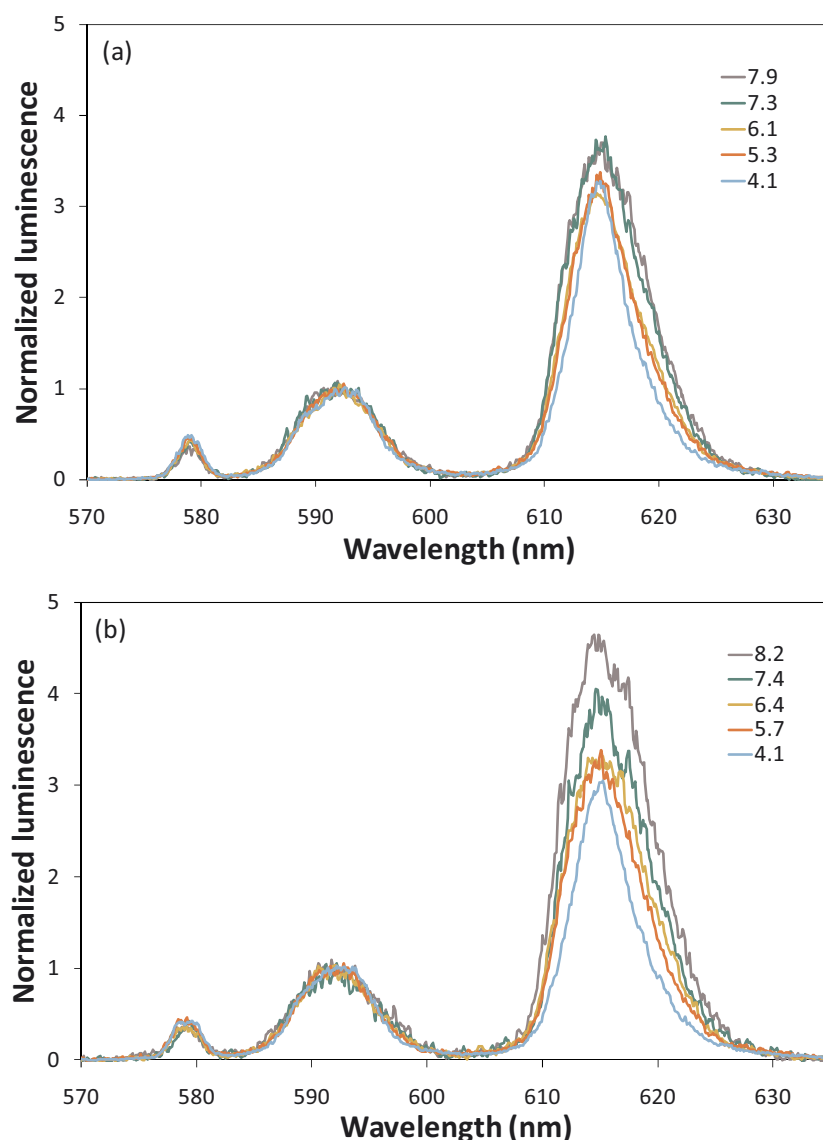 (a)
5
4
3
2
1
0
Normalized luminescence
7.9
7.3
6.1
5.3
4.1
570 580 590 600 610 620 630
Wavelength (nm)
(b)
5
4
3
2
1
0
Normalized luminescence
8.2
7.4
6.4
5.7
4.1
570 580 590 600 610 620 630
Wavelength (nm)